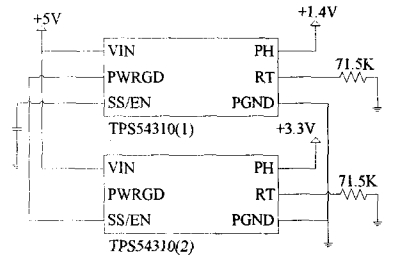 +5V
+1.4V
VIN PH
PWRGD RT
71.5K
SS/EN PGND
TPS54310(1)
+3.3V
VIN PH
PWRGD RT
71.5K
SS/EN PGND
TPS54310(2)